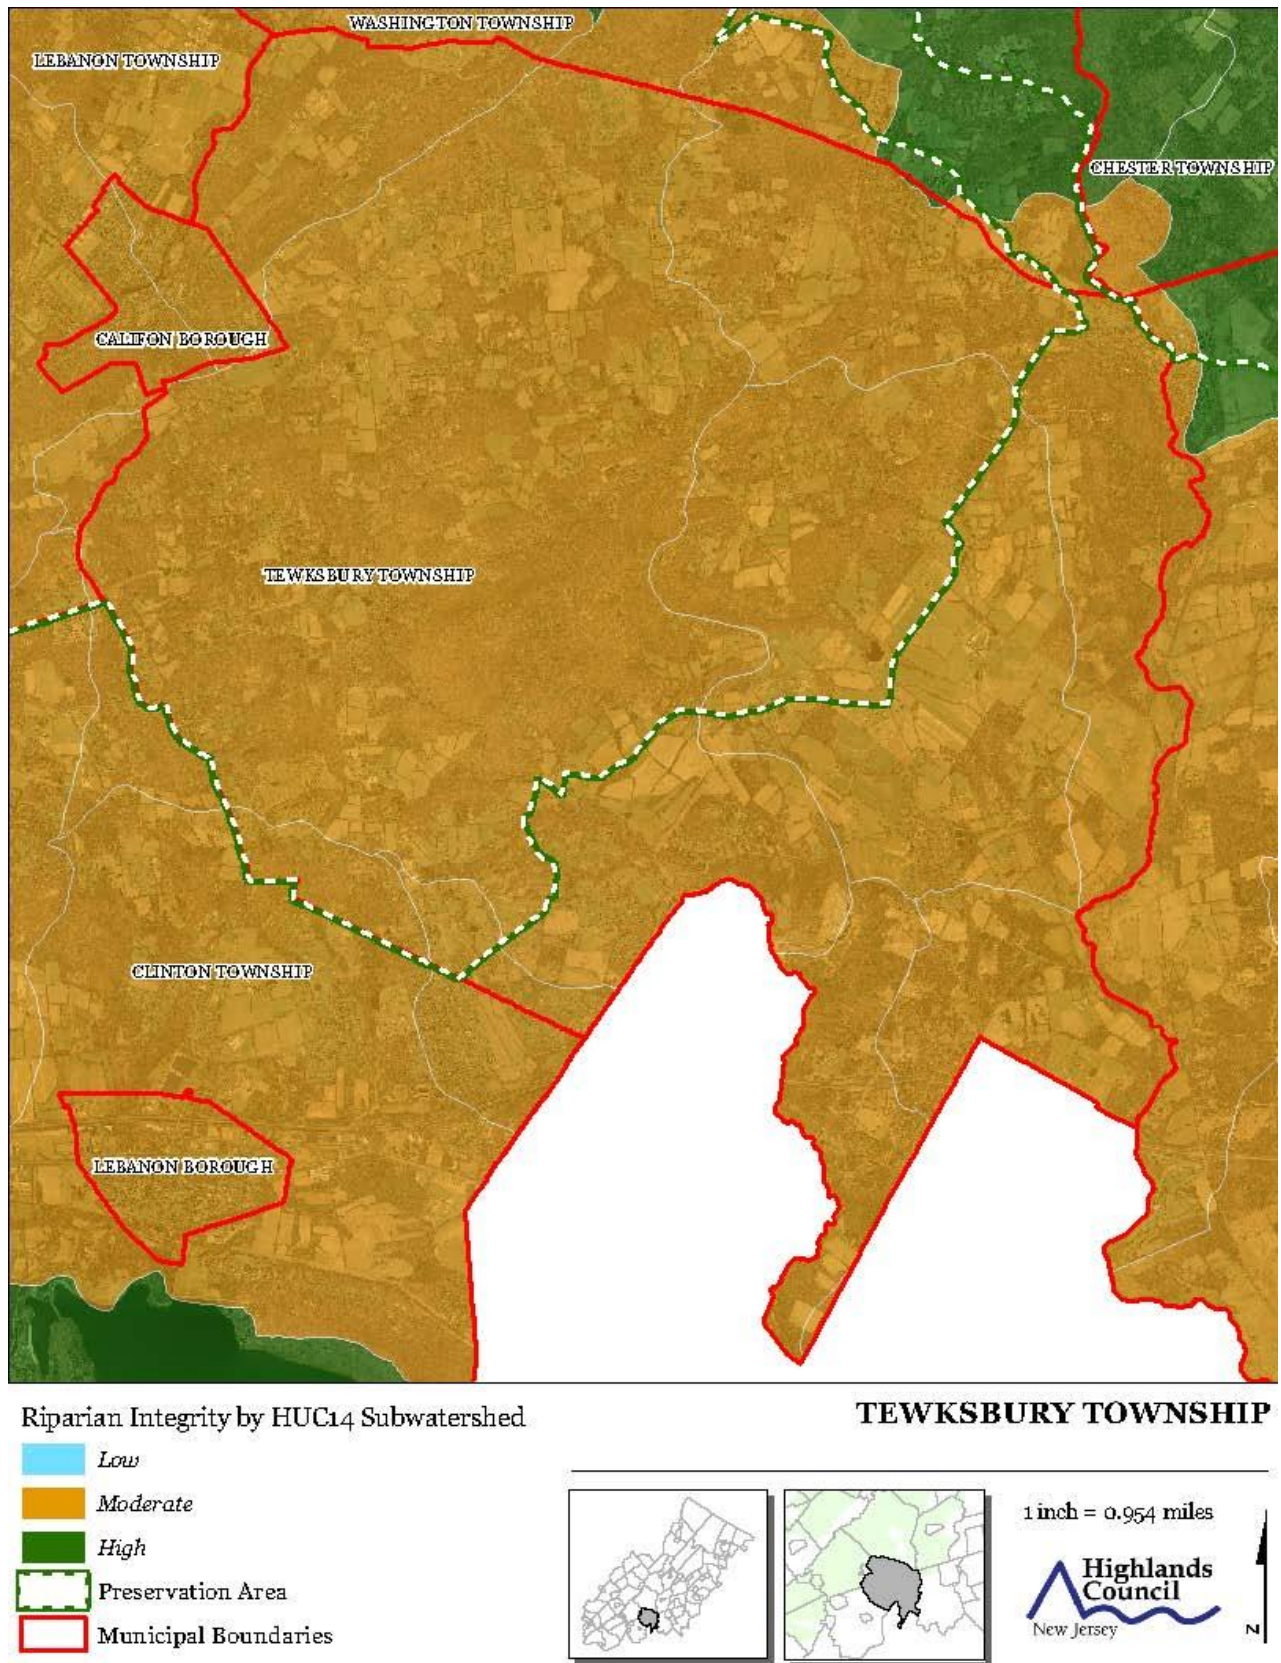 WASHINGTON TOWNSHIP
LEBANON TOWNSHIP
CHESTER TOWNSHIP
CALIFON BOROUGH
TEWKSBURY TOWNSHIP
CLINTON TOWNSHIP
LEBANON BOROUGH
Riparian Integrity by HUC14 Subwatershed
Low
Moderate
High
Preservation Area
Municipal Boundaries
TEWKSBURY TOWNSHIP
1 inch = 0.954 miles
Highlands
Council
New Jersey
N